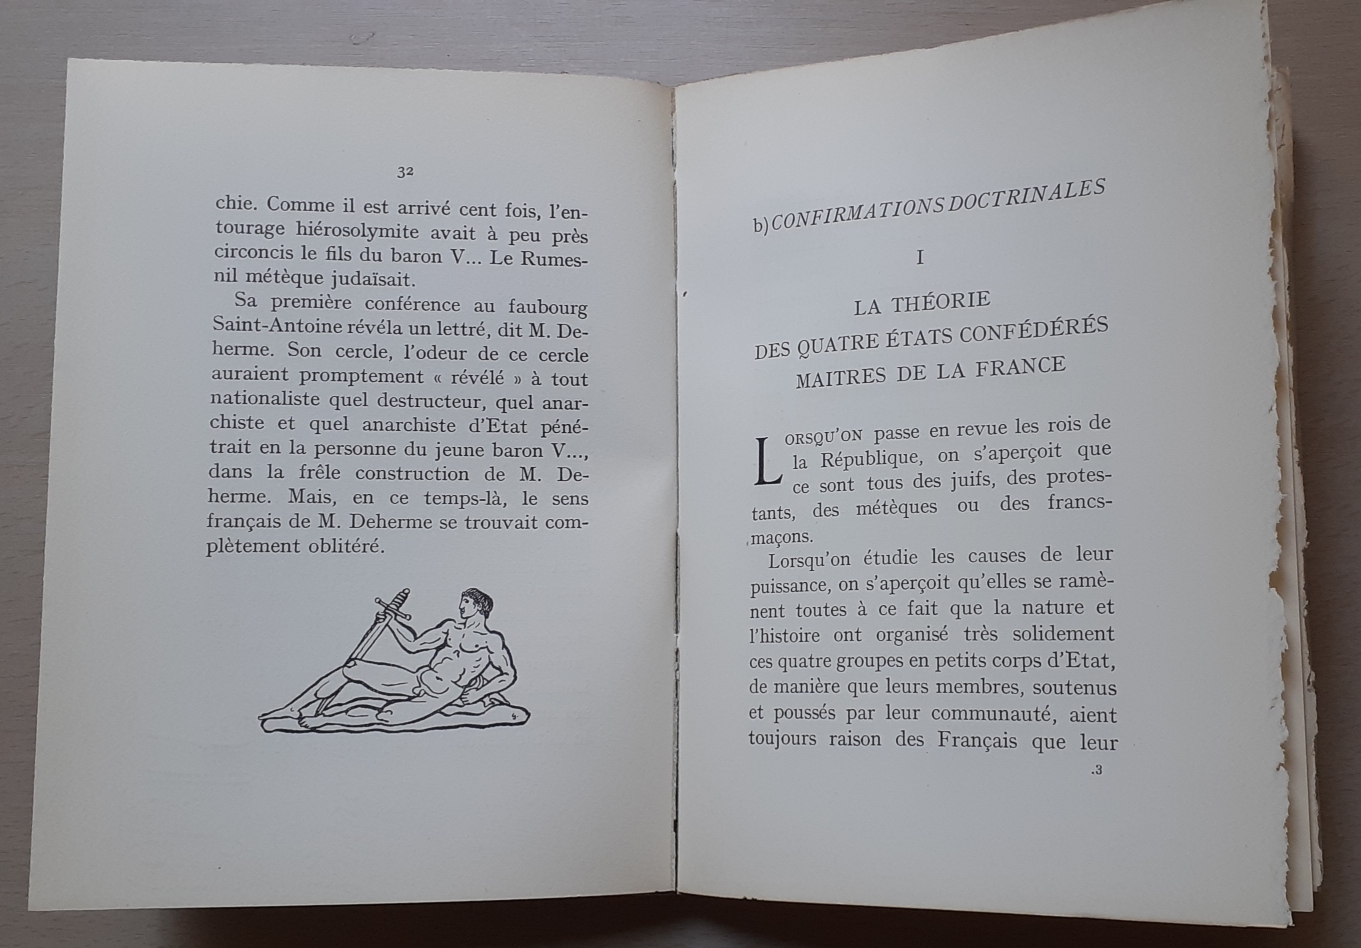 32
chie. Comme il est arrivé cent fois, l'en-
tourage hiérosolymite avait à peu près
circoncis le fils du baron V... Le Rumes-
nil métèque judaïsait.
Sa première conférence au faubourg
Saint-Antoine révéla un lettré, dit M. De-
herme. Son cercle, l'odeur de ce cercle
auraient promptement « révélé » à tout
nationaliste quel destructeur, quel anar-
chiste et quel anarchiste d'Etat péné-
trait en la personne du jeune baron V...,
dans la frêle construction de M. De-
herme. Mais, en ce temps-là, le sens
français de M. Deherme se trouvait com-
plètement oblitéré.
b) CONFIRMATIONS DOCTRINALES
I
LA THÉORIE
DES QUATRE ÉTATS CONFÉDÉRÉS
MAITRES DE LA FRANCE
LORSQU'ON passe en revue les rois de
la République, on s'aperçoit que
ce sont tous des juifs, des protes-
tants, des métèques ou des francs-
maçons.
Lorsqu'on étudie les causes de leur
puissance, on s'aperçoit qu'elles se ramè-
nent toutes à ce fait que la nature et
l'histoire ont organisé très solidement
ces quatre groupes en petits corps d'Etat,
de manière que leurs membres, soutenus
et poussés par leur communauté, aient
toujours raison des Français que leur
.3